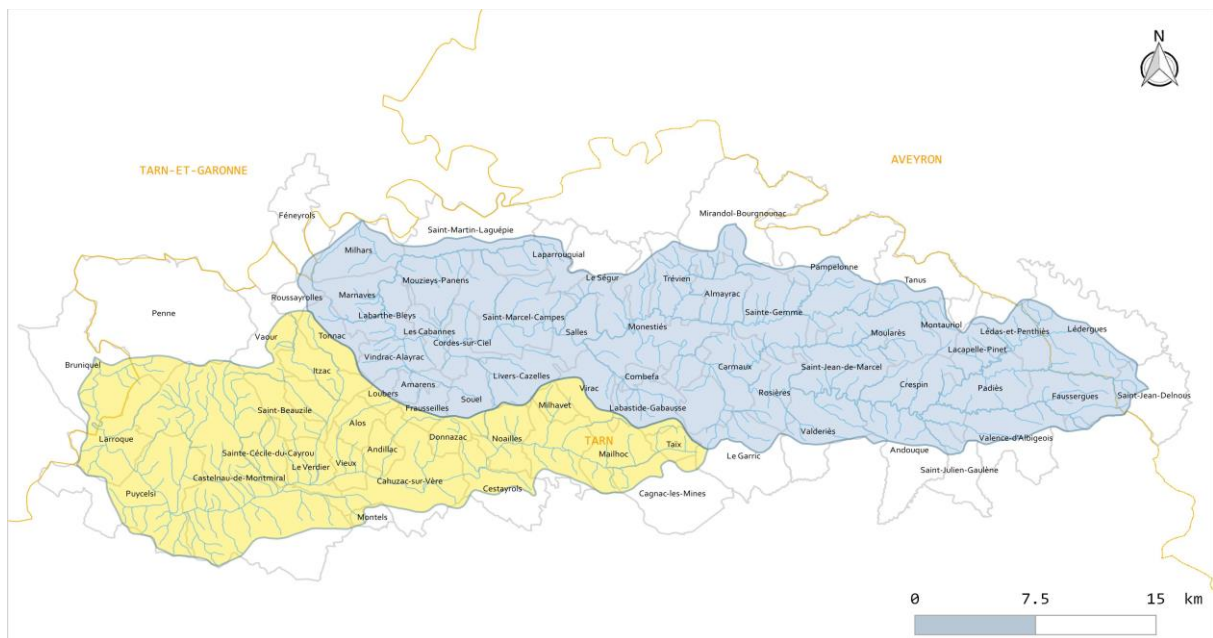 N
TARN-ET-GARONNE
AVEYRON
Féneyrols
Mirandol-Bourgnounac
Saint-Martin-Laguépie
Milhars
Laparrouquial
Pampelonne
Le Ségur
Trévien
Mouzieys-Panens
Tanus
Roussayrolles
Marnaves
Almayrac
Penne
Labarthe-Bleys
Saint-Marcel-Campes
Sainte-Gemme
Monestiés
Montauriol
Lédas-et-Penthiès
Lédergues
Vaour
Tonnac
Les Cabannes
Salles
Moularès
Cordes-sur-Ciel
Lacapelle-Pinet
Vindrac-Alayrac
Bruniquel
Itzac
Carmaux
Saint-Jean-de-Marcel
Livers-Cazelles
Combefa
Amarens
Virac
Crespin
Padiès
Loubers
Rosières
Souel
Faussergues
Saint-Jean-Delnous
Milhavet
Frausseilles
Labastide-Gabausse
Saint-Beauzile
Alos
Valderiès
Larroque
Donnazac
Noailles
TARN
Taïx
Valence-d'Albigeois
Andillac
Andouque
Sainte-Cécile-du-Cayrou
Mailhoc
Le Garric
Vieux
Le Verdier
Saint-Julien-Gaulène
Castelnau-de-Montmiral
Cahuzac-sur-Vère
Cestayrols
Puycelsi
Cagnac-les-Mines
Montels
0 7.5 15 km